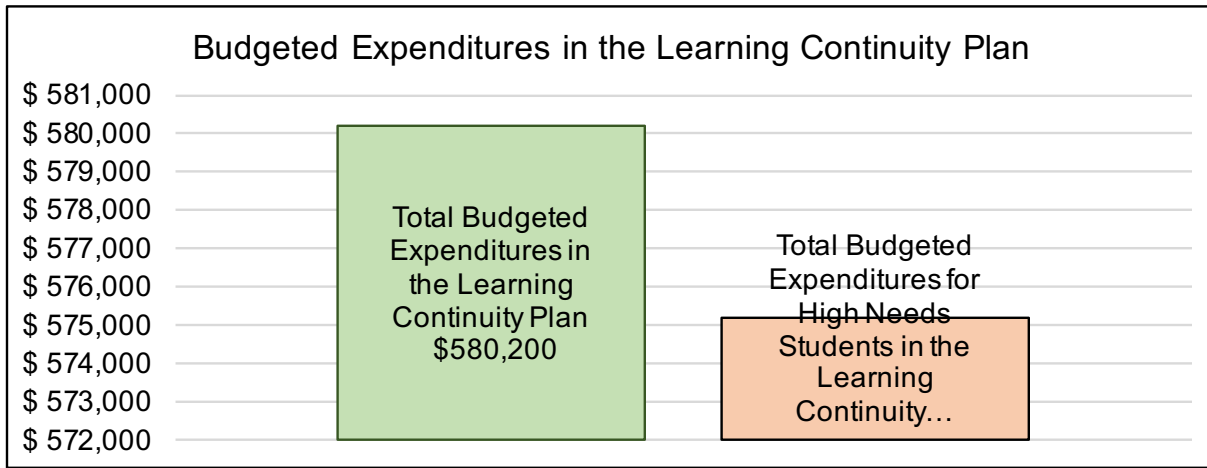 Budgeted Expenditures in the Learning Continuity Plan
$ 581,000
$ 580,000
$ 579,000
$ 578,000
$ 577,000
$ 576,000
$ 575,000
$ 574,000
$ 573,000
$ 572,000
Total Budgeted
Expenditures in
the Learning
Continuity Plan
$580,200
Total Budgeted
Expenditures for
High Needs
Students in the
Learning
Continuity…